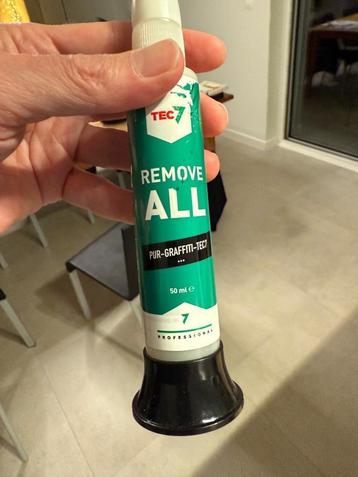 TEC7
REMOVE
ALL
PUR-GRAFFITI-TEC7
...
50 ml e
7
PROFESSIONAL